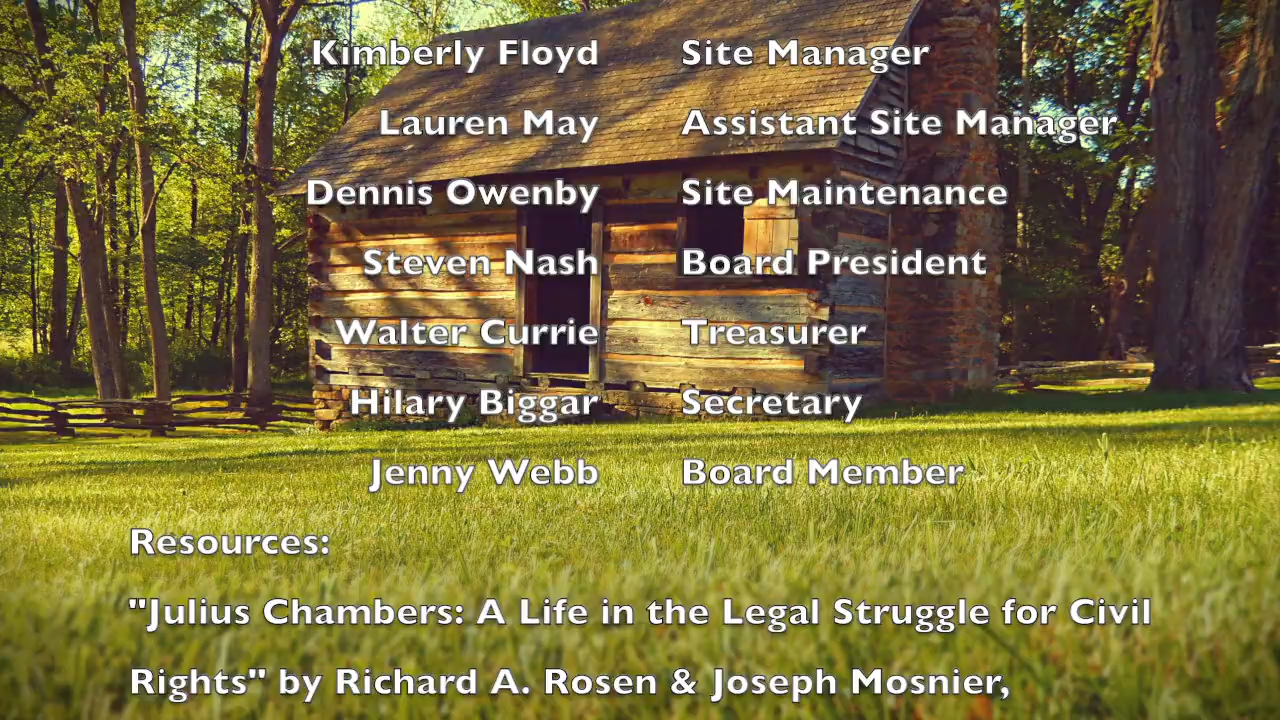 Kimberly Floyd Site Manager
Lauren May Assistant Site Manager
Dennis Owenby Site Maintenance
Steven Nash Board President
Walter Currie Treasurer
Hilary Biggar Secretary
Jenny Webb Board Member
Resources:
"Julius Chambers: A Life in the Legal Struggle for Civil
Rights" by Richard A. Rosen & Joseph Mosnier,